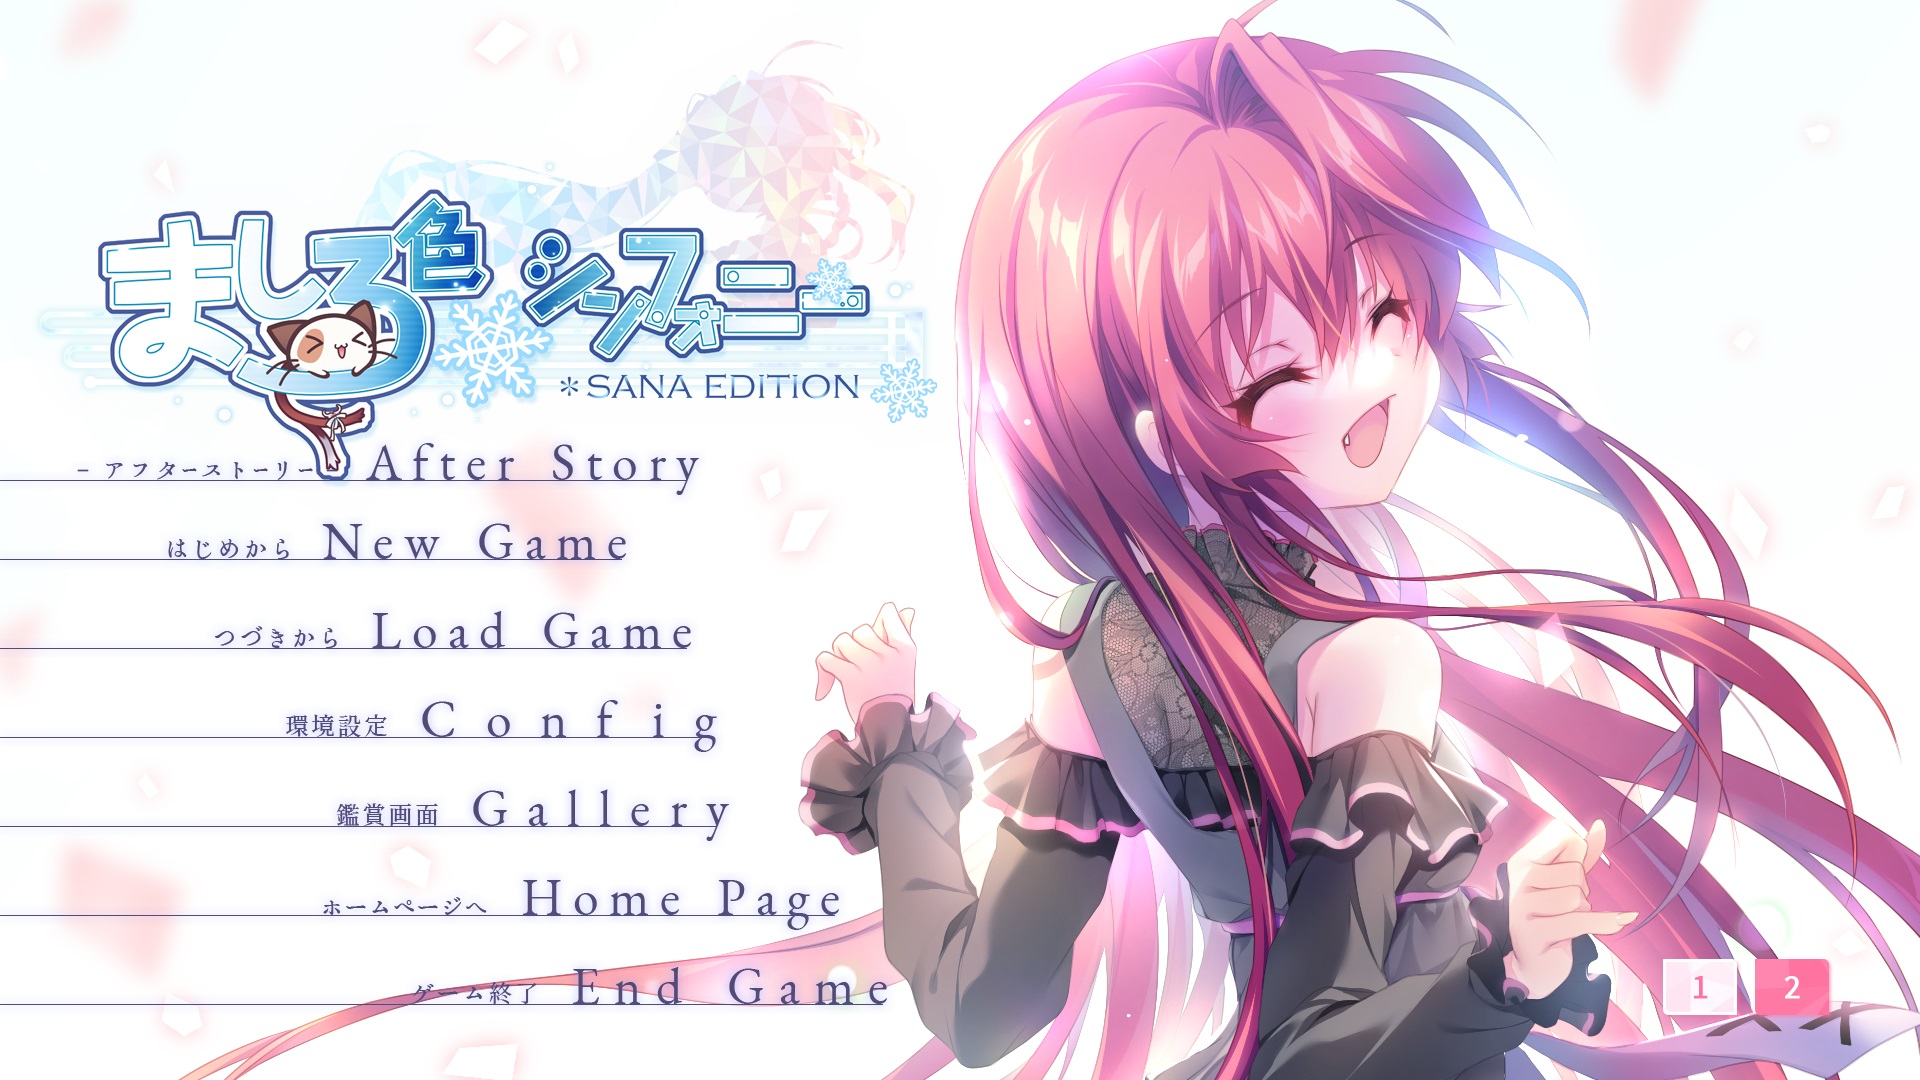 ましろ色 シンフォニー
*SANA EDITION
- アフターストーリー - After Story
はじめから New Game
つづきから Load Game
環境設定 Config
鑑賞画面 Gallery
ホームページへ Home Page
ゲーム終了 End Game
1 2